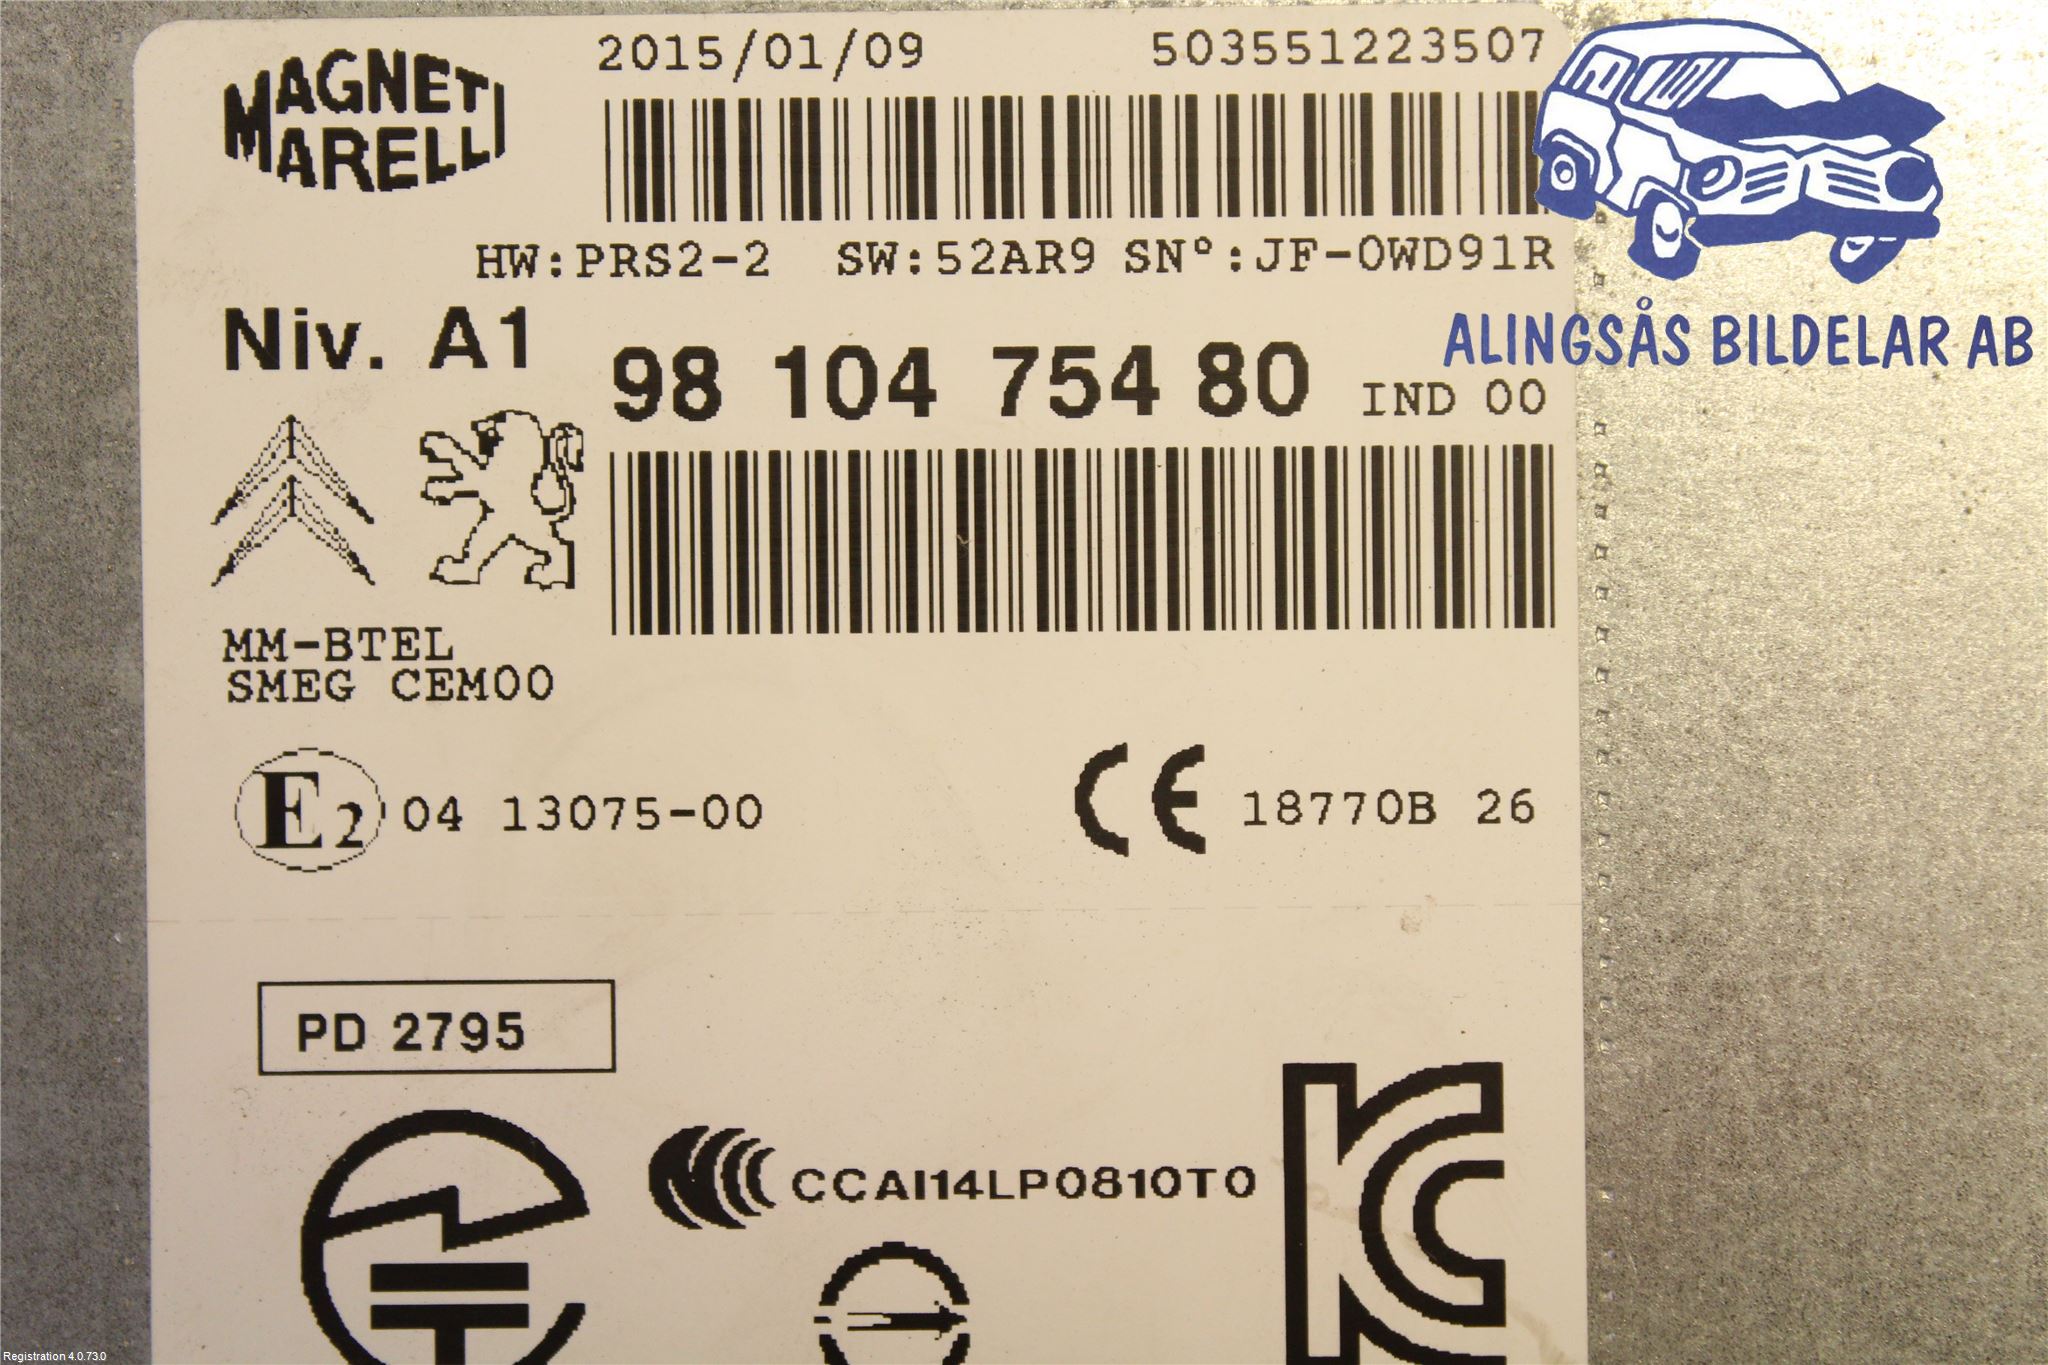 MAGNETI
MARELLI
2015/01/09 503551223507
HW:PRS2-2 SW:52AR9 SN°:JF-0WD91R
Niv. A1
98 104 754 80 IND 00
ALINGSÅS BILDELAR AB
MM-BTEL
SMEG CEM00
E2 04 13075-00
CE 18770B 26
PD 2795
CCC CCAI14LP0810T0
KC
Registration 4.0.73.0